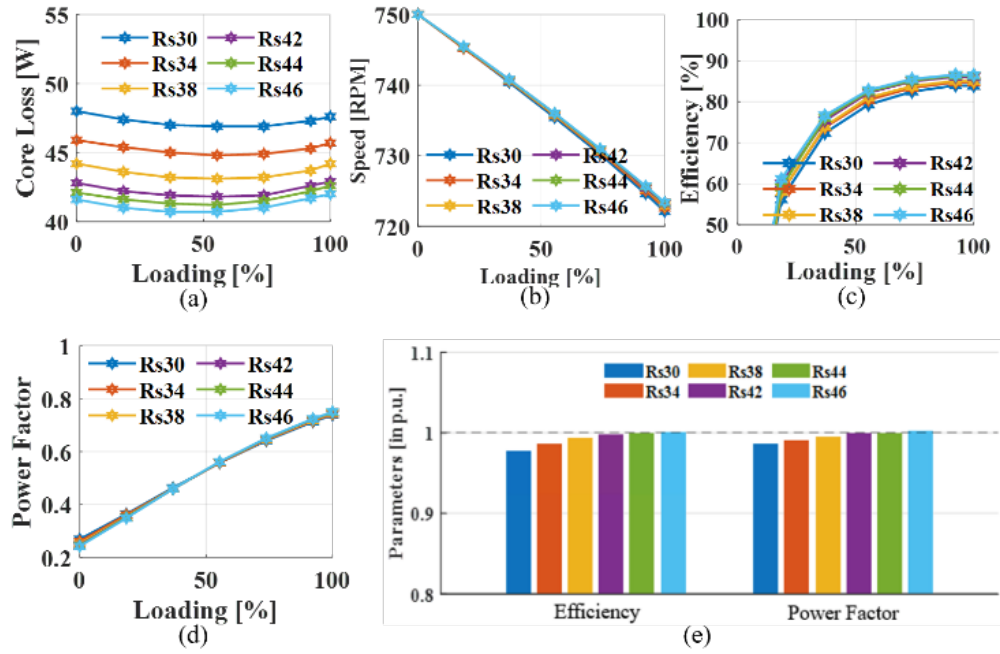 55
50
45
40
Core Loss [W]
Rs30 Rs42
Rs34 Rs44
Rs38 Rs46
0 50 100
Loading [%]
(a)
750
740
730
720
Speed [RPM]
Rs30 Rs42
Rs34 Rs44
Rs38 Rs46
0 50 100
Loading [%]
(b)
100
90
80
70
60
50
Efficiency [%]
Rs30 Rs42
Rs34 Rs44
Rs38 Rs46
0 50 100
Loading [%]
(c)
1
0.8
0.6
0.4
0.2
Power Factor
Rs30 Rs42
Rs34 Rs44
Rs38 Rs46
0 50 100
Loading [%]
(d)
1.1
1
0.9
0.8
Parameters [in p.u.]
Rs30 Rs38 Rs44
Rs34 Rs42 Rs46
Efficiency Power Factor
(e)